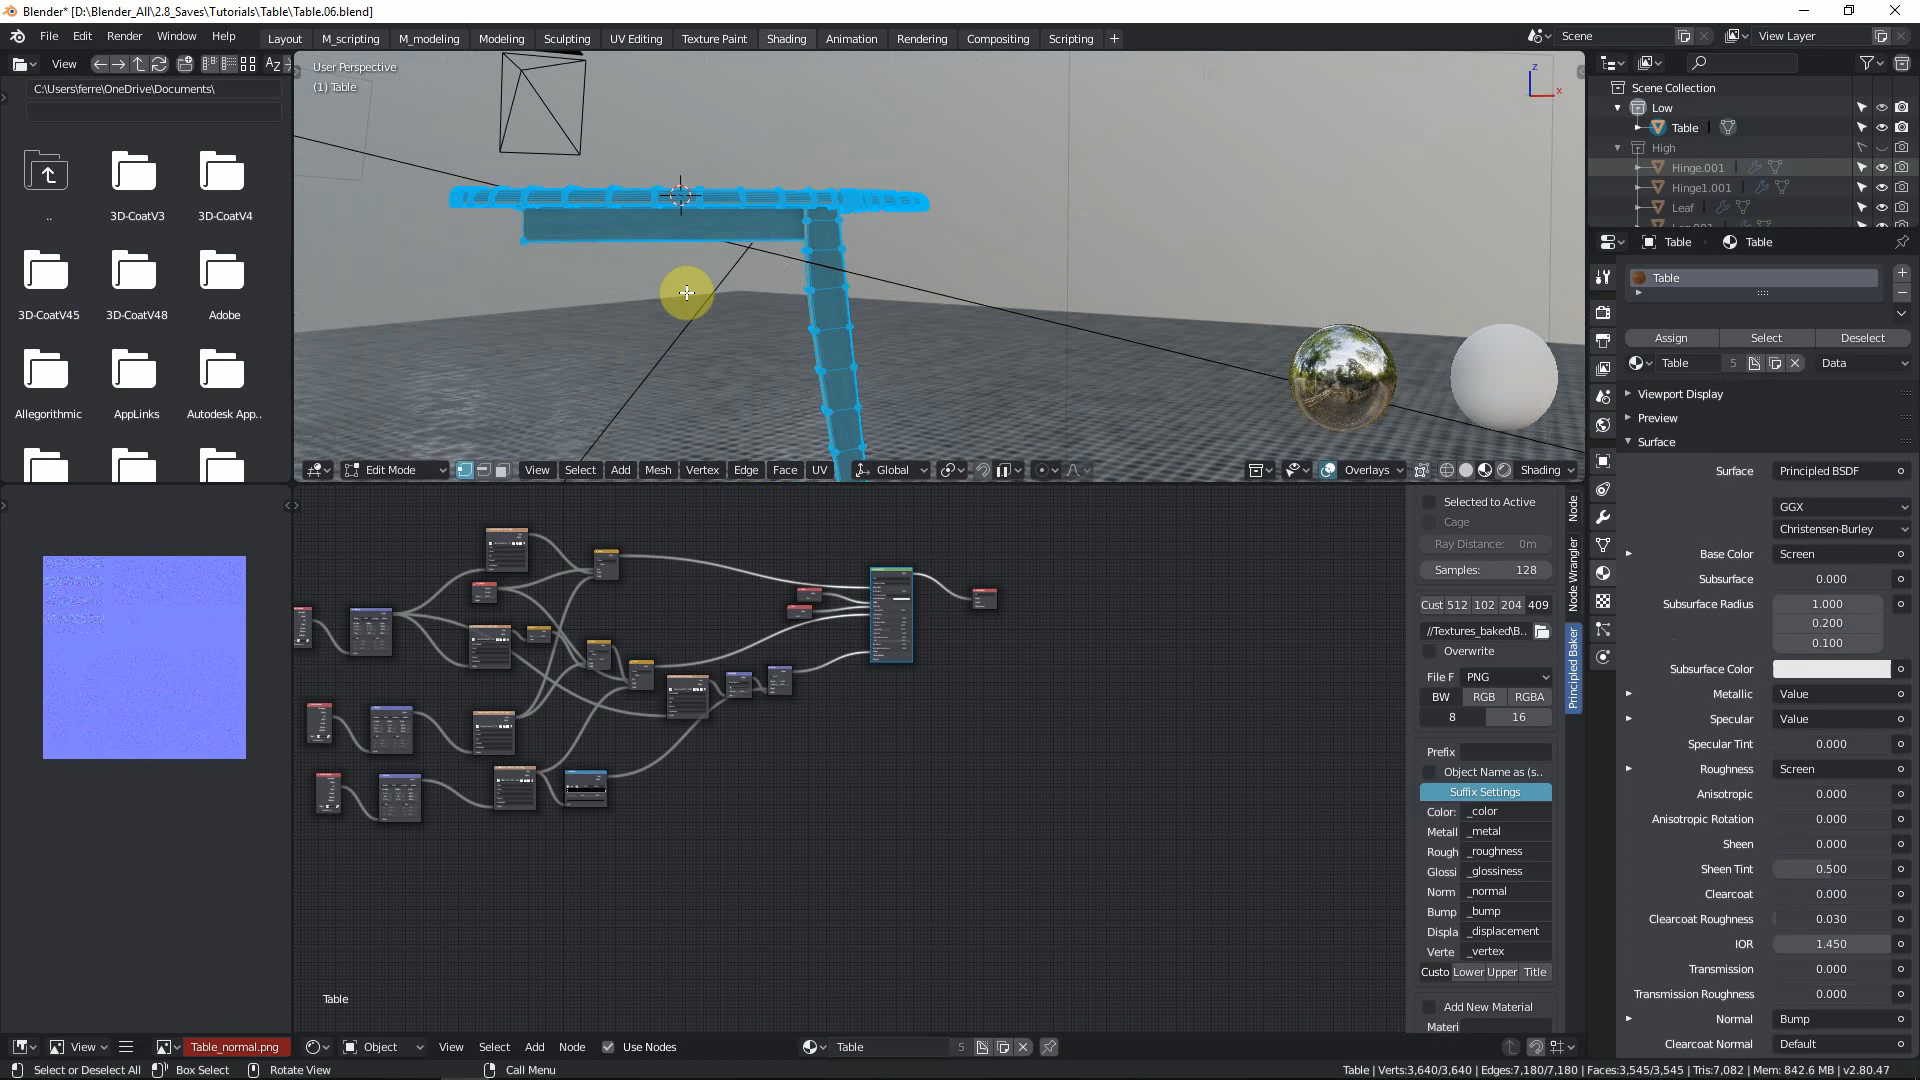 Blender* [D:\Blender_All\2.8_Saves\Tutorials\Table\Table.06.blend]
File Edit Render Window Help
Layout M_scripting M_modeling Modeling Sculpting UV Editing Texture Paint Shading Animation Rendering Compositing Scripting +
Scene
View Layer
View
C:\Users\ferre\OneDrive\Documents\
..
3D-CoatV3
3D-CoatV4
3D-CoatV45
3D-CoatV48
Adobe
Allegorithmic
AppLinks
Autodesk App..
User Perspective
(1) Table
Z
X
Edit Mode View Select Add Mesh Vertex Edge Face UV Global Overlays Shading
Scene Collection
Low
Table
High
Hinge.001
Hinge1.001
Leaf
Table Table
Table
Assign Select Deselect
Table 5 Data
Viewport Display
Preview
Surface
Surface Principled BSDF
GGX
Christensen-Burley
Base Color Screen
Subsurface 0.000
Subsurface Radius 1.000
0.200
0.100
Subsurface Color
Metallic Value
Specular Value
Specular Tint 0.000
Roughness Screen
Anisotropic 0.000
Anisotropic Rotation 0.000
Sheen 0.000
Sheen Tint 0.500
Clearcoat 0.000
Clearcoat Roughness 0.030
IOR 1.450
Transmission 0.000
Transmission Roughness 0.000
Normal Bump
Clearcoat Normal Default
Selected to Active
Cage
Ray Distance: 0m
Samples: 128
Cust 512 102 204 409
//Textures_baked\B..
Overwrite
File F PNG
BW RGB RGBA
8 16
Prefix
Object Name as (s..
Suffix Settings
Color: _color
Metall _metal
Rough _roughness
Glossi _glossiness
Norm _normal
Bump _bump
Displa _displacement
Verte _vertex
Custo Lower Upper Title
Add New Material
Materi
Node
Node Wrangler
Principled Baker
Table
View Table_normal.png
Object View Select Add Node Use Nodes Table 5
Select or Deselect All Box Select Rotate View Call Menu
Table | Verts:3,640/3,640 | Edges:7,180/7,180 | Faces:3,545/3,545 | Tris:7,082 | Mem: 842.6 MB | v2.80.47